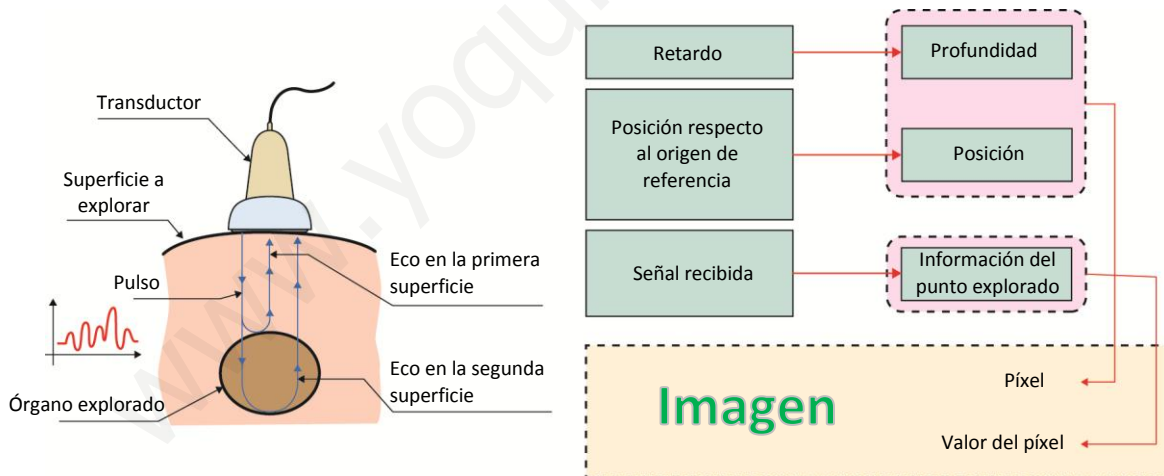 Transductor
Superficie a
explorar
Pulso
Órgano explorado
Eco en la primera
superficie
Eco en la segunda
superficie
Retardo
Profundidad
Posición respecto
al origen de
referencia
Posición
Señal recibida
Información del
punto explorado
Imagen
Píxel
Valor del píxel